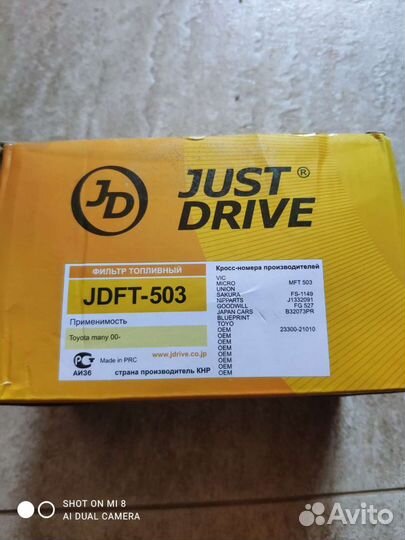 JD
JUST DRIVE®
ФИЛЬТР ТОПЛИВНЫЙ
JDFT-503
Применимость
Toyota many 00-
АИ36
Made in PRC
www.jdrive.co.jp
страна производитель КНР
Кросс-номера производителей
VIC
MICRO MFT 503
UNION
SAKURA FS-1149
NIPPARTS J1332091
GOODWILL FG 527
JAPAN CARS B32073PR
BLUEPRINT
TOYO
OEM 23300-21010
OEM
OEM
OEM
OEM
OEM
SHOT ON MI 8
AI DUAL CAMERA
Avito